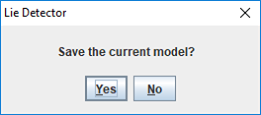 Lie Detector
Save the current model?
Yes No